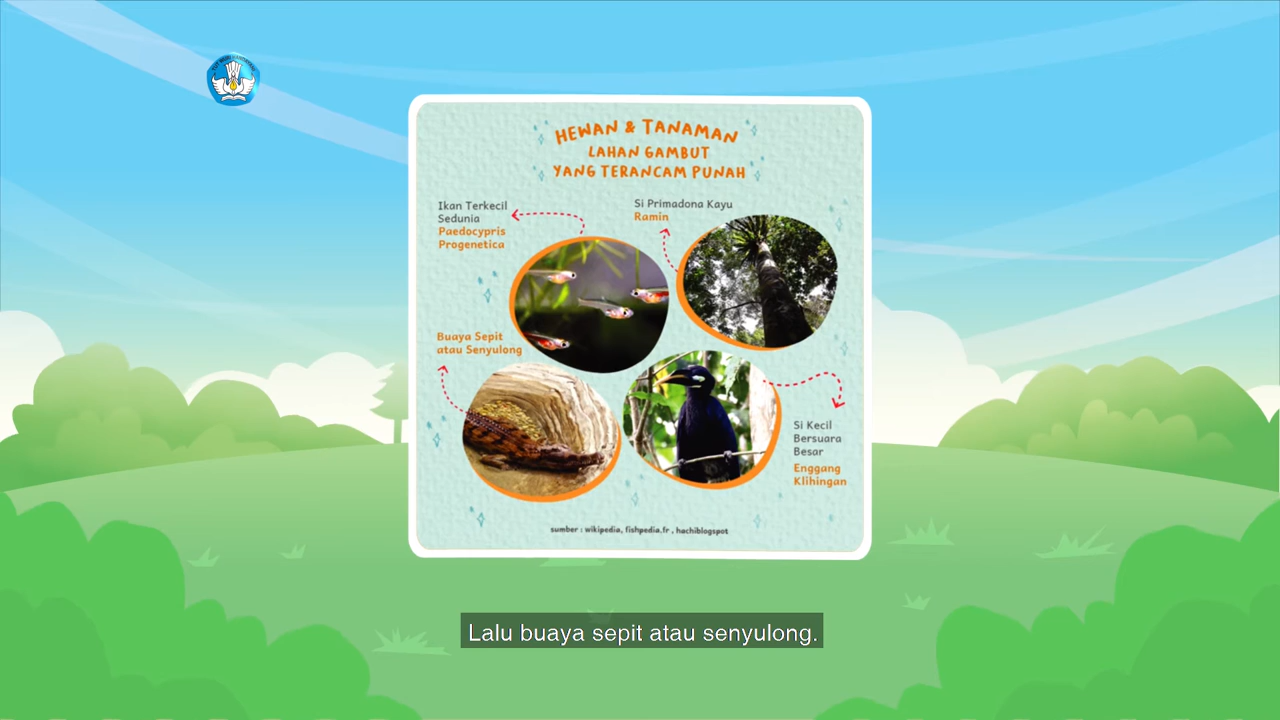 HEWAN & TANAMAN
LAHAN GAMBUT
YANG TERANCAM PUNAH
Ikan Terkecil
Sedunia
Paedocypris
Progenetica
Si Primadona Kayu
Ramin
Buaya Sepit
atau Senyulong
Si Kecil
Bersuara
Besar
Enggang
Klihingan
sumber : wikipedia, fishpedia.fr , hachiblogspot
Lalu buaya sepit atau senyulong.